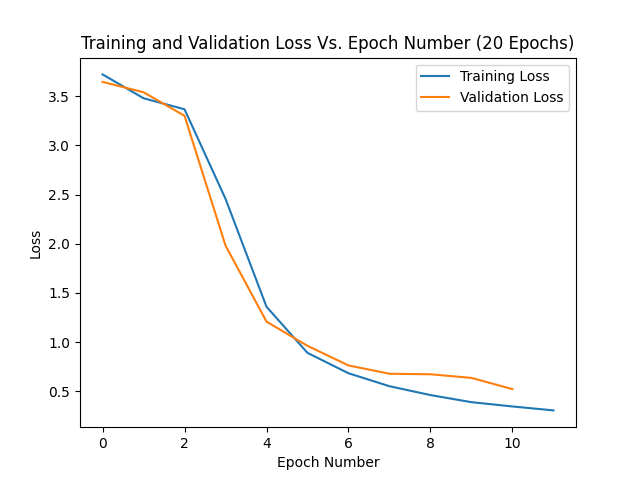 Training and Validation Loss Vs. Epoch Number (20 Epochs)
Training Loss
Validation Loss
3.5
3.0
2.5
2.0
1.5
1.0
0.5
Loss
0 2 4 6 8 10
Epoch Number